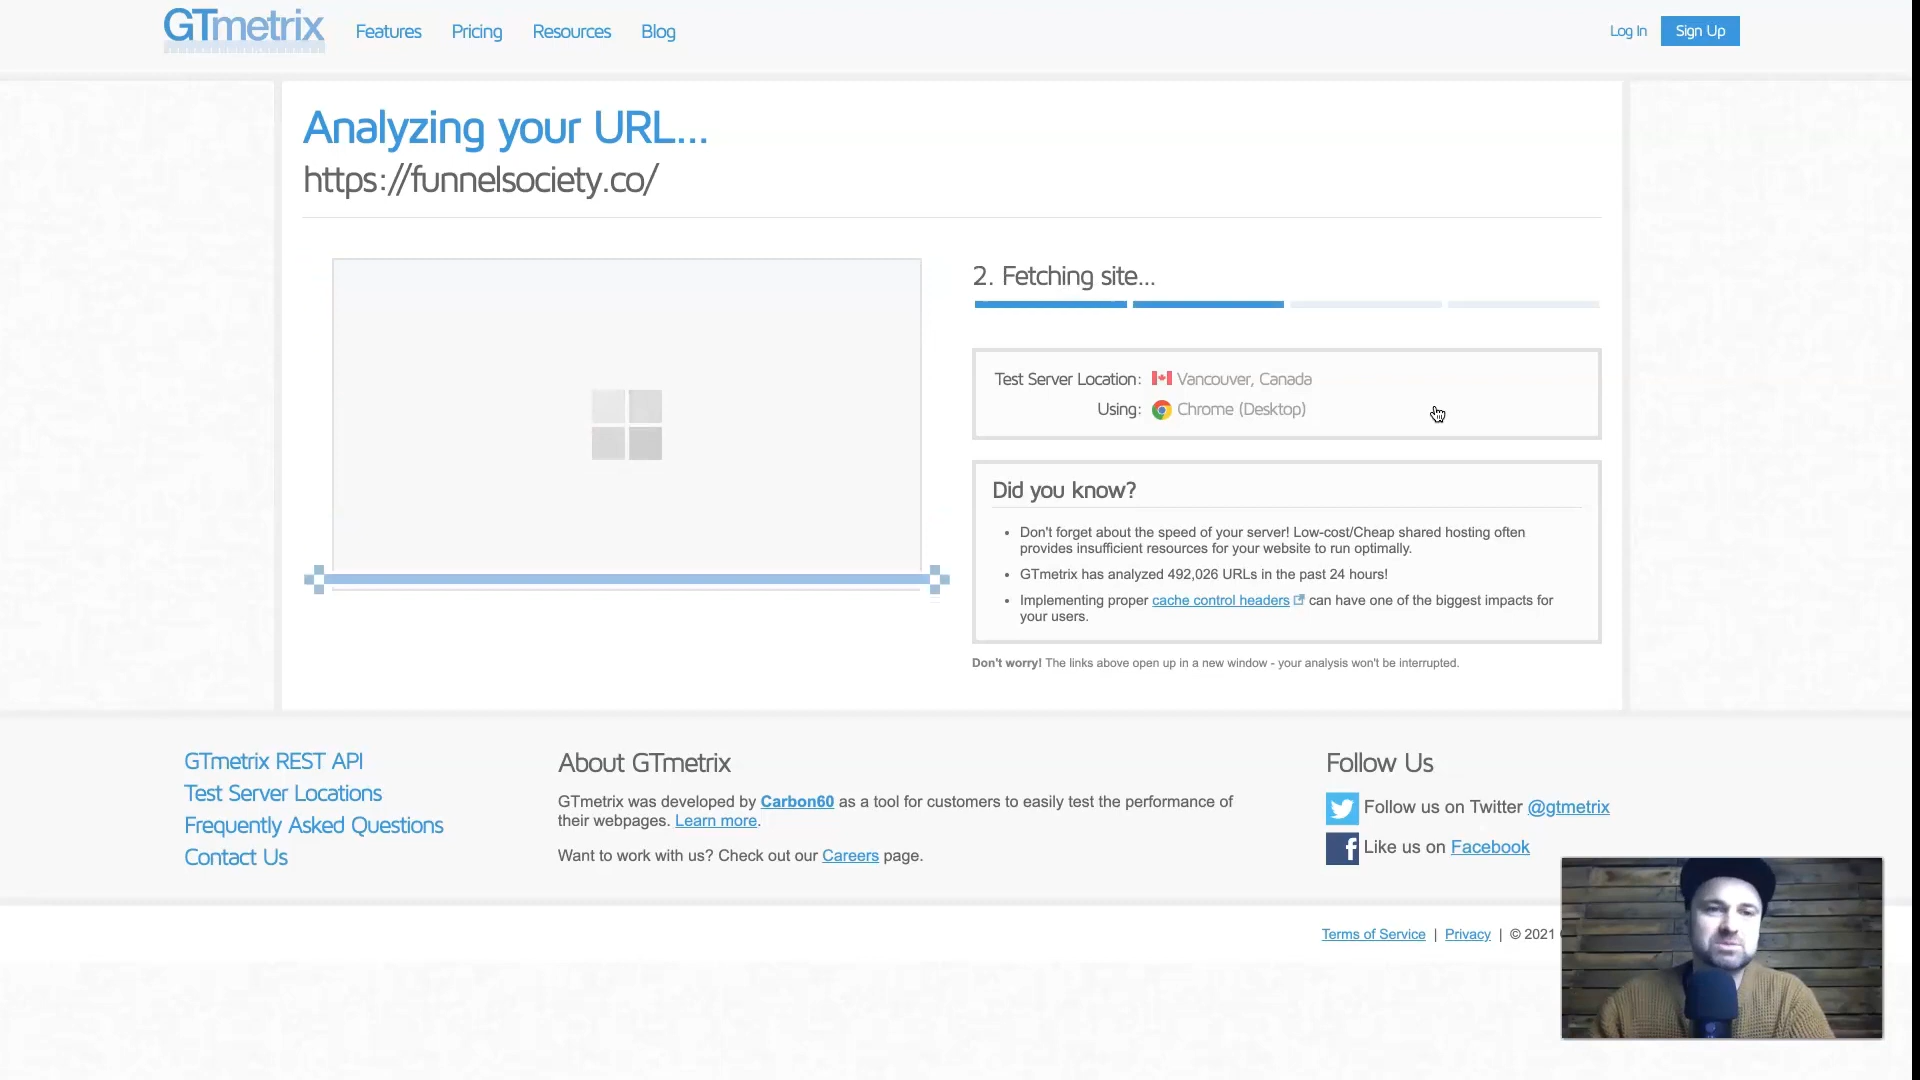 GTmetrix
Features
Pricing
Resources
Blog
Log In
Sign Up
Analyzing your URL...
https://funnelsociety.co/
2. Fetching site...
Test Server Location: Vancouver, Canada
Using: Chrome (Desktop)
Did you know?
• Don't forget about the speed of your server! Low-cost/Cheap shared hosting often
provides insufficient resources for your website to run optimally.
• GTmetrix has analyzed 492,026 URLs in the past 24 hours!
• Implementing proper cache control headers can have one of the biggest impacts for
your users.
Don't worry! The links above open up in a new window - your analysis won't be interrupted.
GTmetrix REST API
Test Server Locations
Frequently Asked Questions
Contact Us
About GTmetrix
GTmetrix was developed by Carbon60 as a tool for customers to easily test the performance of
their webpages. Learn more.
Want to work with us? Check out our Careers page.
Follow Us
Follow us on Twitter @gtmetrix
Like us on Facebook
Terms of Service | Privacy | © 2021